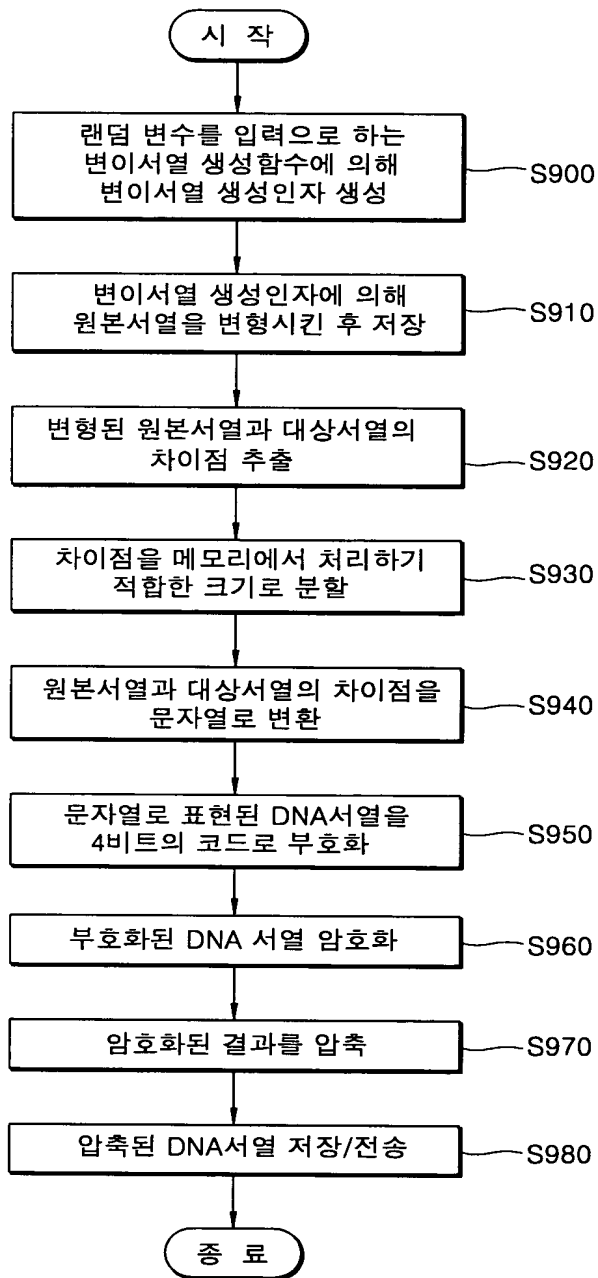 시 작
랜덤 변수를 입력으로 하는
변이서열 생성함수에 의해
변이서열 생성인자 생성
S900
변이서열 생성인자에 의해
원본서열을 변형시킨 후 저장
S910
변형된 원본서열과 대상서열의
차이점 추출
S920
차이점을 메모리에서 처리하기
적합한 크기로 분할
S930
원본서열과 대상서열의 차이점을
문자열로 변환
S940
문자열로 표현된 DNA서열을
4비트의 코드로 부호화
S950
부호화된 DNA 서열 암호화
S960
암호화된 결과를 압축
S970
압축된 DNA서열 저장/전송
S980
종 료